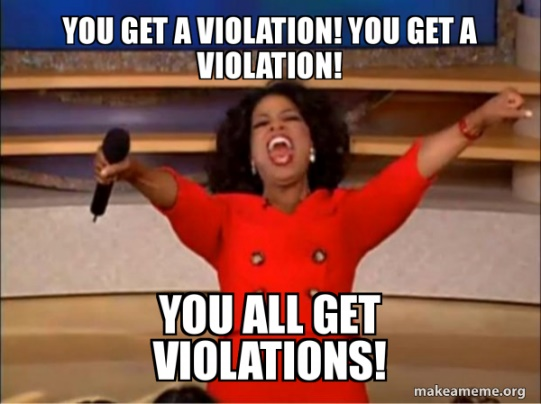 YOU GET A VIOLATION! YOU GET A
VIOLATION!
YOU ALL GET
VIOLATIONS!
makeameme.org